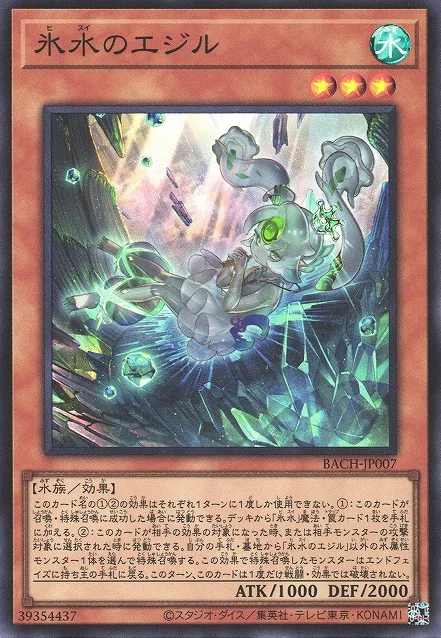 氷水のエジル
水
BACH-JP007
【水族/効果】
このカード名の①②の効果はそれぞれ1ターンに1度しか使用できない。①:このカードが
召喚・特殊召喚に成功した場合に発動できる。デッキから「氷水」魔法・罠カード1枚を手札
に加える。②:このカードが相手の効果の対象になった時、または相手モンスターの攻撃
対象に選択された時に発動できる。自分の手札・墓地から「氷水のエジル」以外の水属性
モンスター1体を選んで特殊召喚する。この効果で特殊召喚したモンスターはエンドフ
ェイズに持ち主の手札に戻る。このターン、このカードは1度だけ戦闘・効果では破壊されない。
ATK/1000 DEF/2000
39354437
©スタジオ・ダイス/集英社・テレビ東京・KONAMI